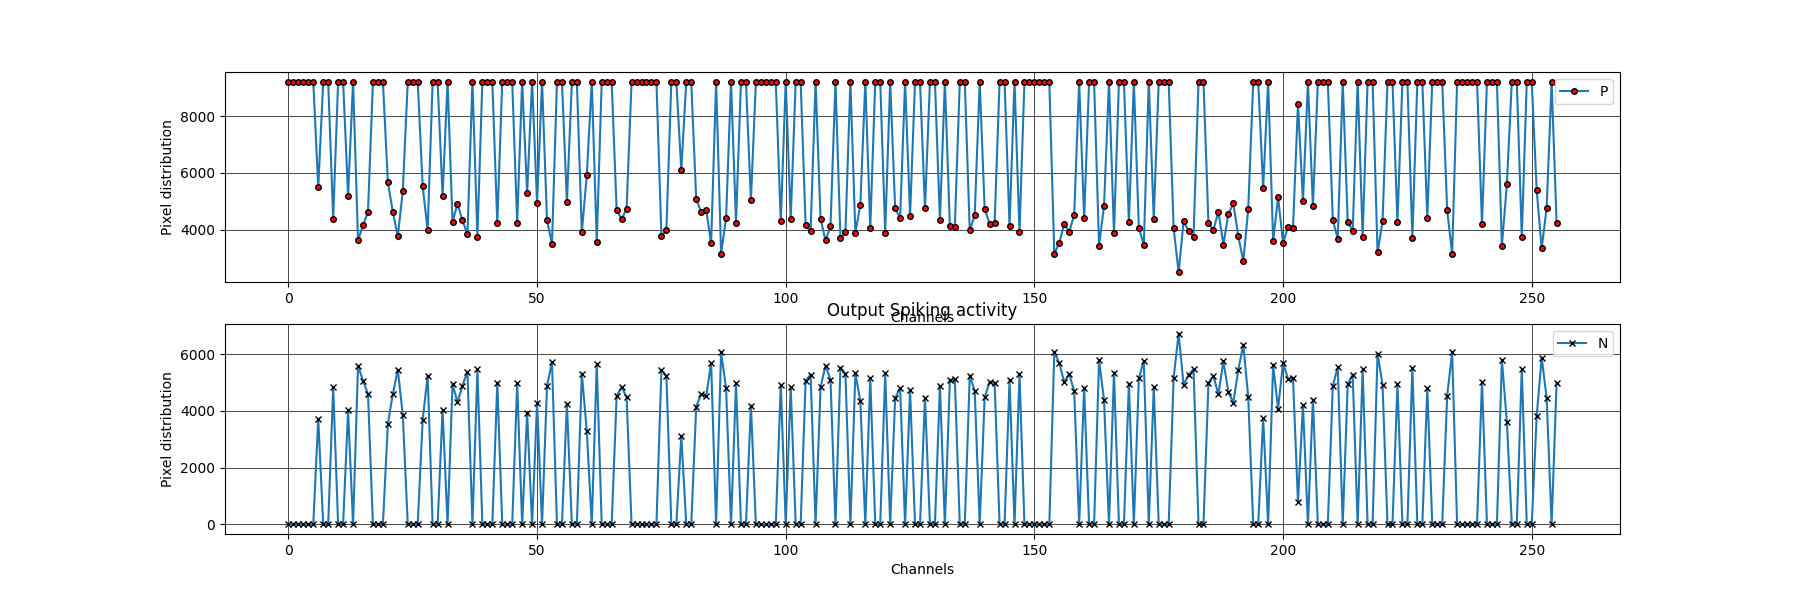 P
8000
6000
4000
Pixel distribution
0 50 100 150 200 250
Channels
Output Spiking activity
N
6000
4000
2000
0
Pixel distribution
0 50 100 150 200 250
Channels